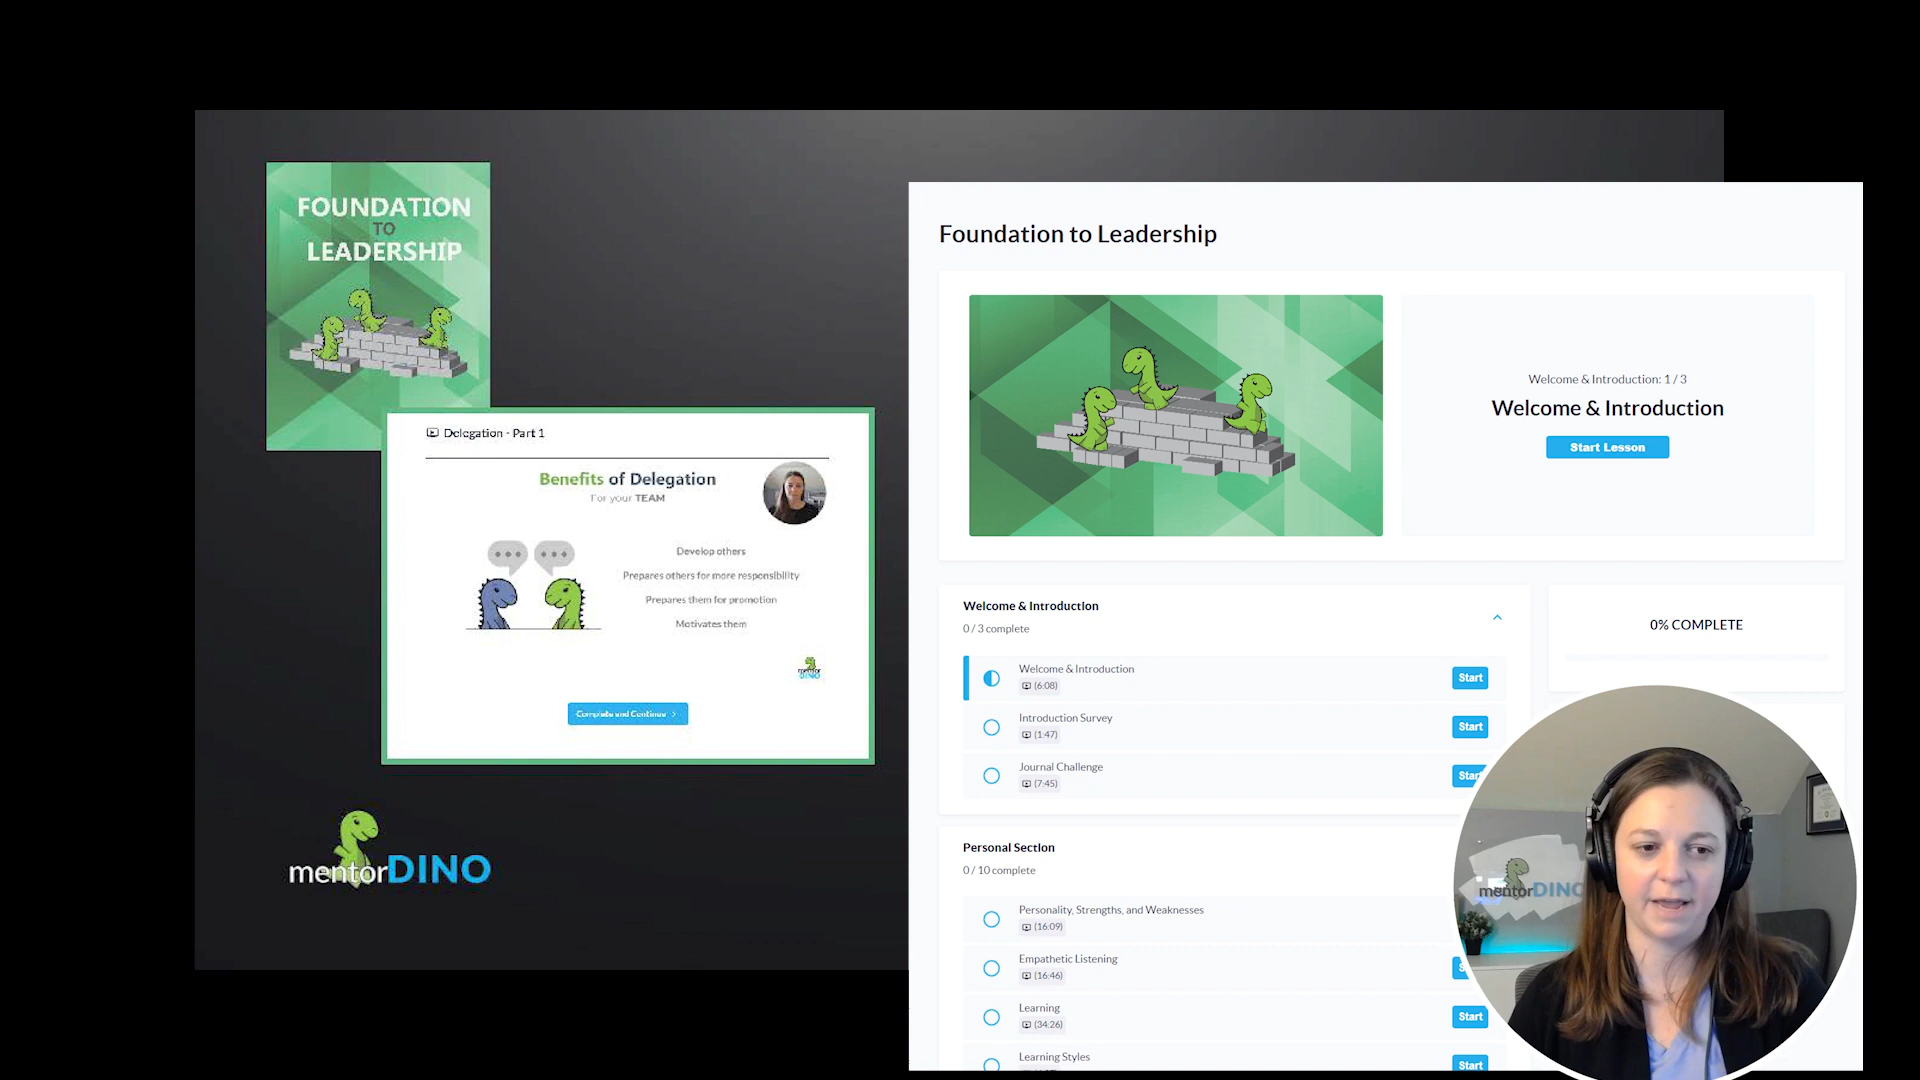 FOUNDATION
TO
LEADERSHIP
Delegation - Part 1
Benefits of Delegation
For your TEAM
Develop others
Prepares others for more responsibility
Prepares them for promotion
Motivates them
mentor
DINO
Complete and Continue >
mentorDINO
Foundation to Leadership
Welcome & Introduction: 1 / 3
Welcome & Introduction
Start Lesson
Welcome & Introduction
0 / 3 complete
0% COMPLETE
Welcome & Introduction
(6:08)
Start
Introduction Survey
(1:47)
Start
Journal Challenge
(7:45)
Start
Personal Section
0 / 10 complete
Personality, Strengths, and Weaknesses
(16:09)
Empathetic Listening
(16:46)
Learning
(34:26)
Start
Learning Styles
Start
mentorDINO